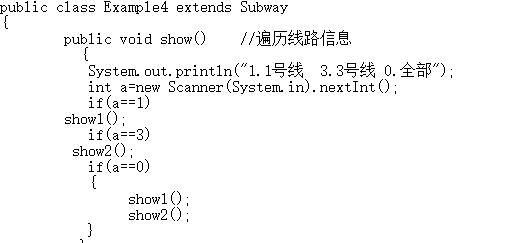 public class Example4 extends Subway
{
public void show()    //遍历线路信息
{
System.out.println("1.1号线  3.3号线 0.全部");
int a=new Scanner(System.in).nextInt();
if(a==1)
show1();
if(a==3)
show2();
if(a==0)
{
show1();
show2();
}